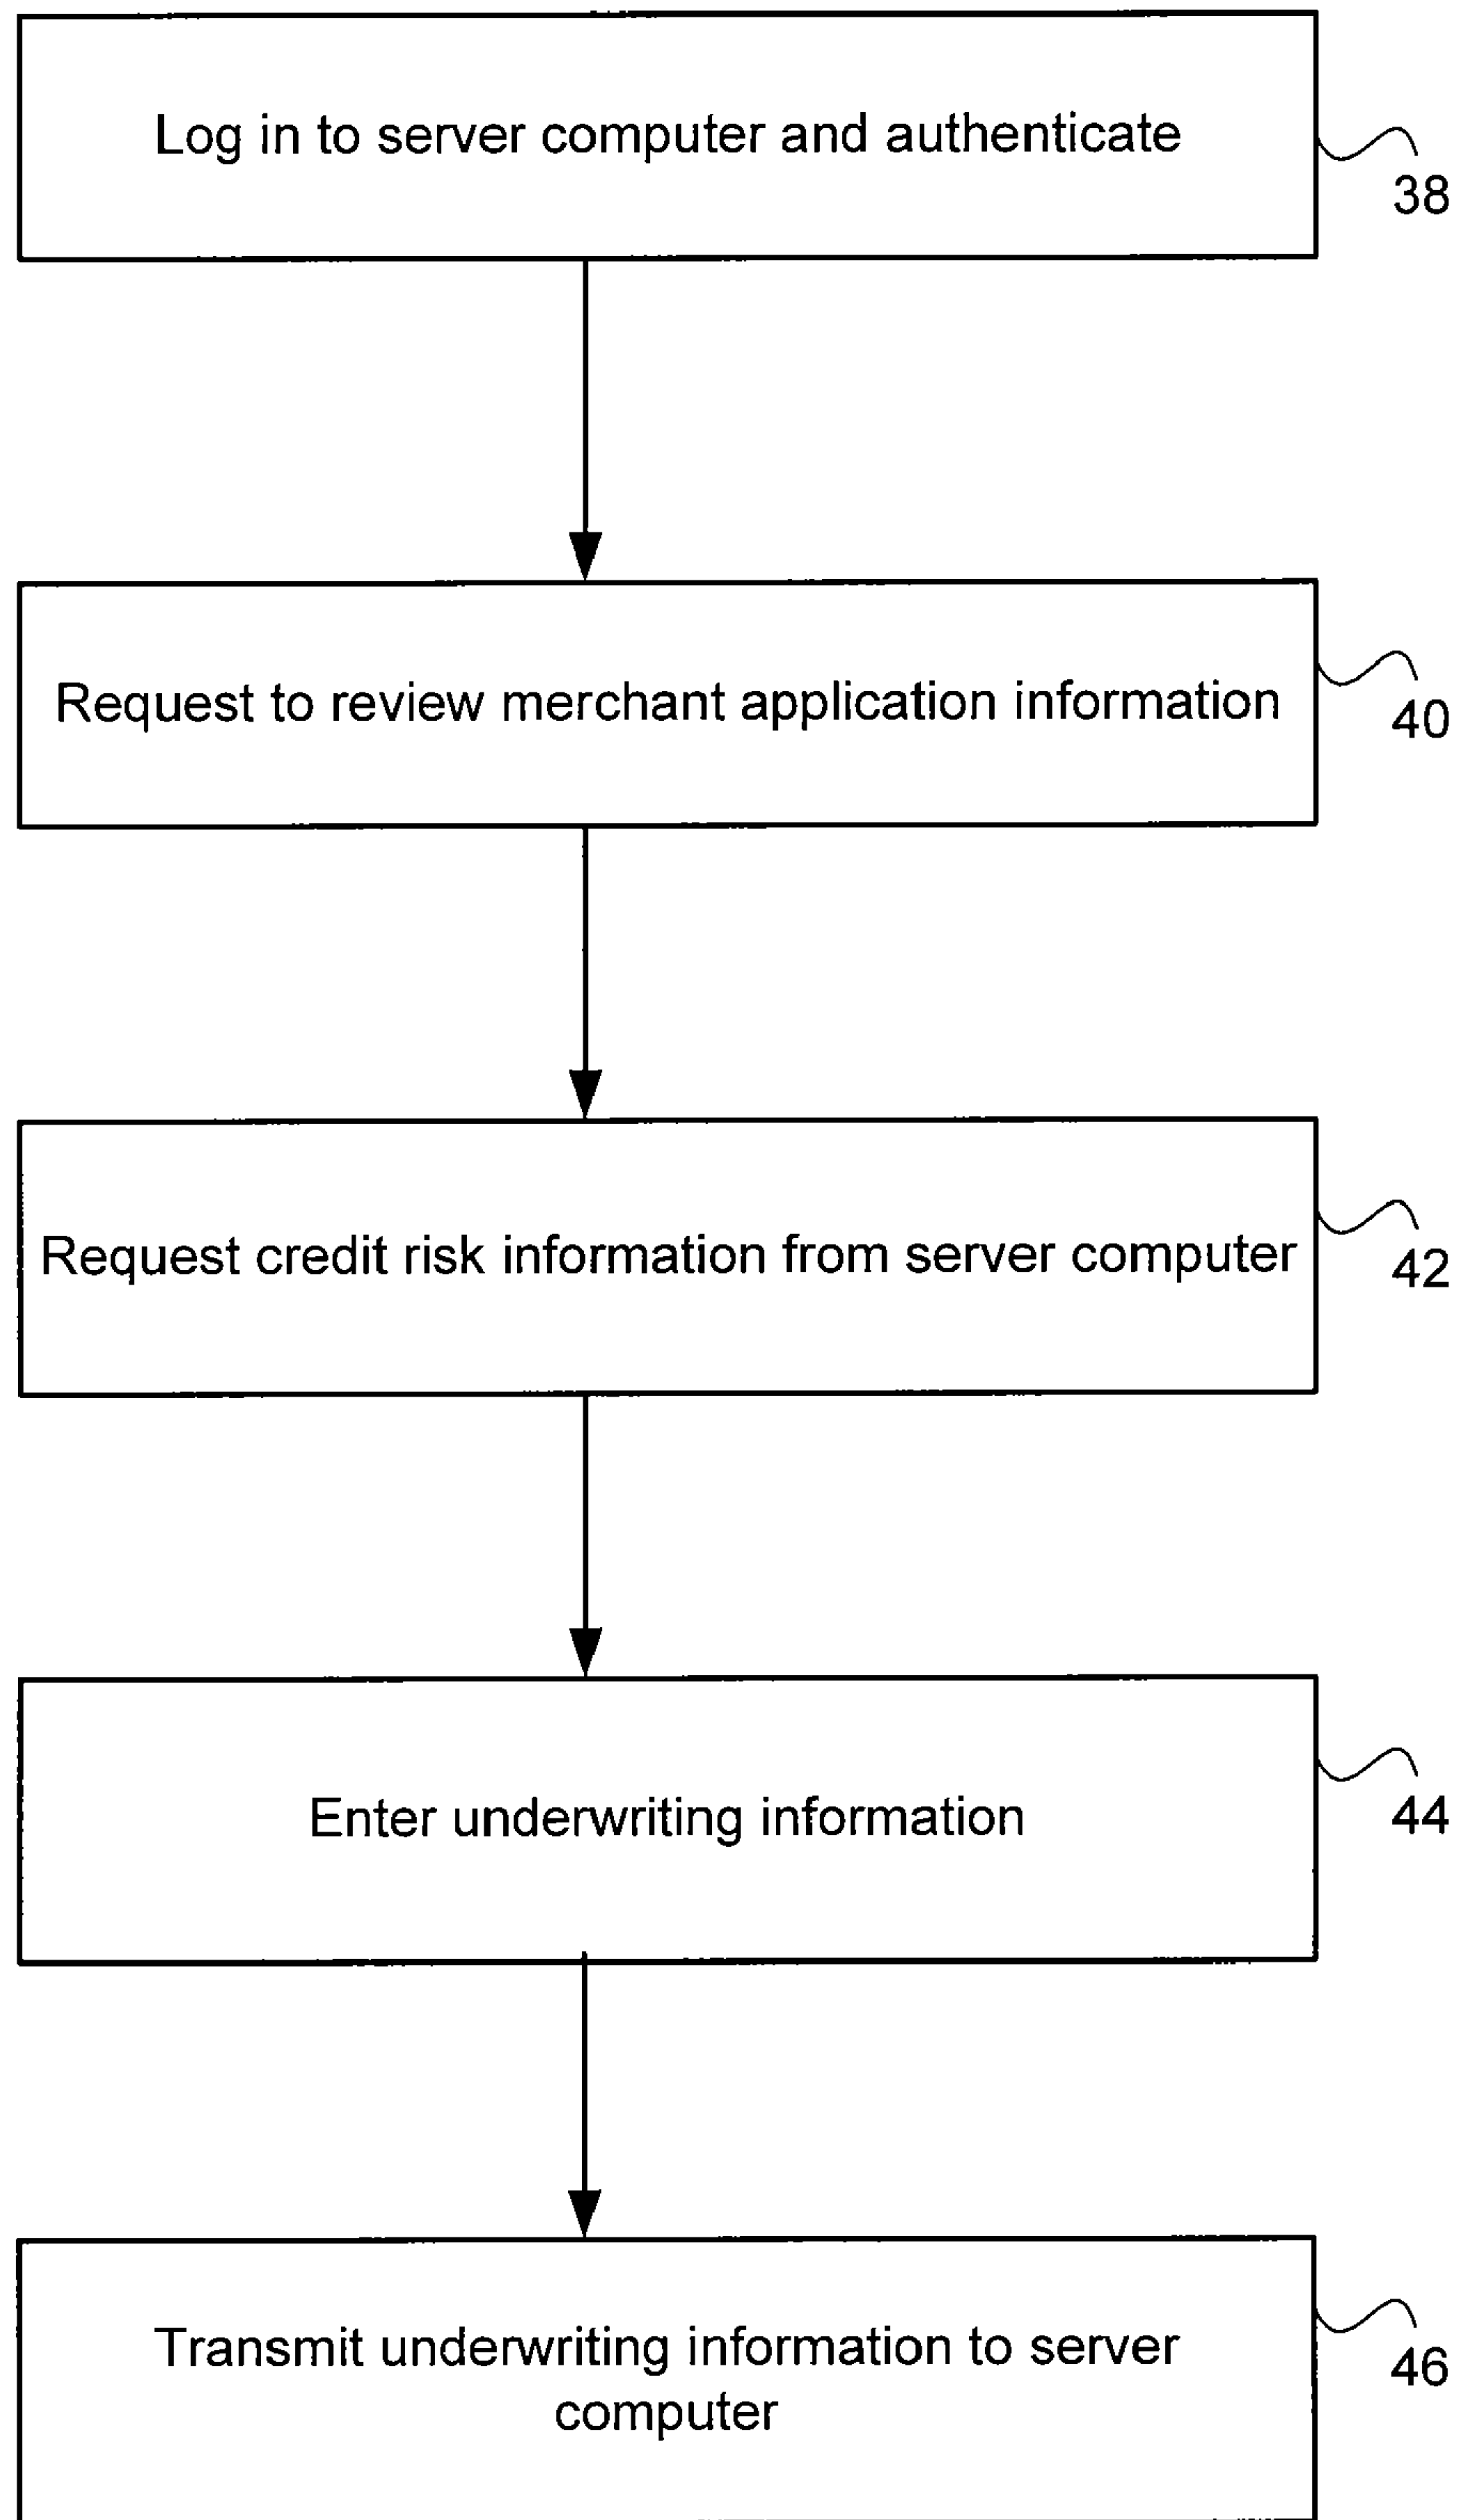 Log in to server computer and authenticate
38
Request to review merchant application information
40
Request credit risk information from server computer
42
Enter underwriting information
44
Transmit underwriting information to server
computer
46